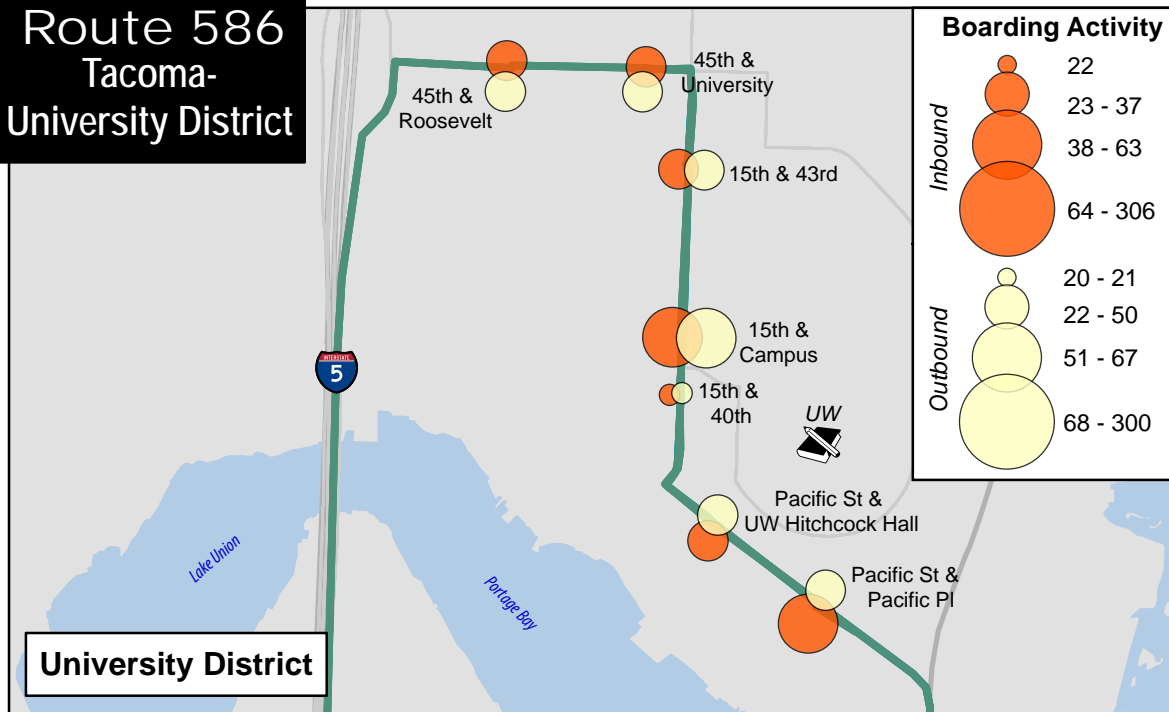 Route 586
Tacoma-
University District
45th &
Roosevelt
45th &
University
15th & 43rd
15th &
Campus
15th &
40th
UW
Pacific St &
UW Hitchcock Hall
Pacific St &
Pacific Pl
INTERSTATE
5
Lake Union
Portage Bay
University District
Boarding Activity
Inbound
22
23 - 37
38 - 63
64 - 306
Outbound
20 - 21
22 - 50
51 - 67
68 - 300